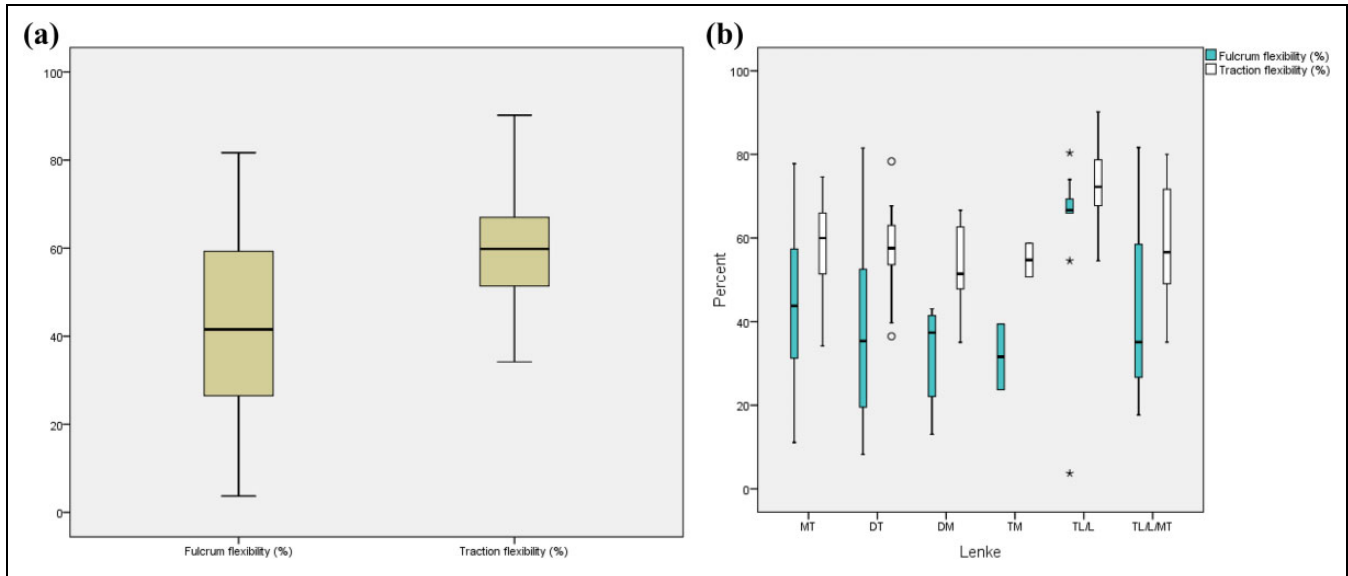 (a)
100
80
60
40
20
0
Fulcrum flexibility (%) Traction flexibility (%)
(b)
Fulcrum flexibility (%)
Traction flexibility (%)
Percent
100
80
60
40
20
0
MT DT DM TM TL/L TL/L/MT
Lenke